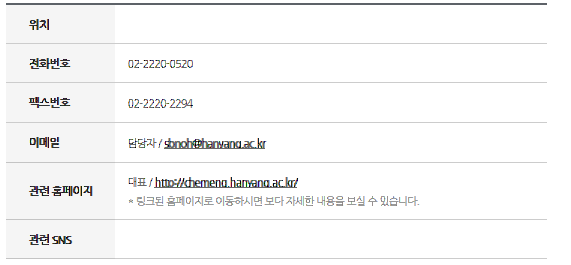 위치
전화번호 02-2220-0520
팩스번호 02-2220-2294
이메일 담당자 / sbnoh@hanyang.ac.kr
관련 홈페이지 대표 / http://chemeng.hanyang.ac.kr/
* 링크된 홈페이지로 이동하시면 보다 자세한 내용을 보실 수 있습니다.
관련 SNS